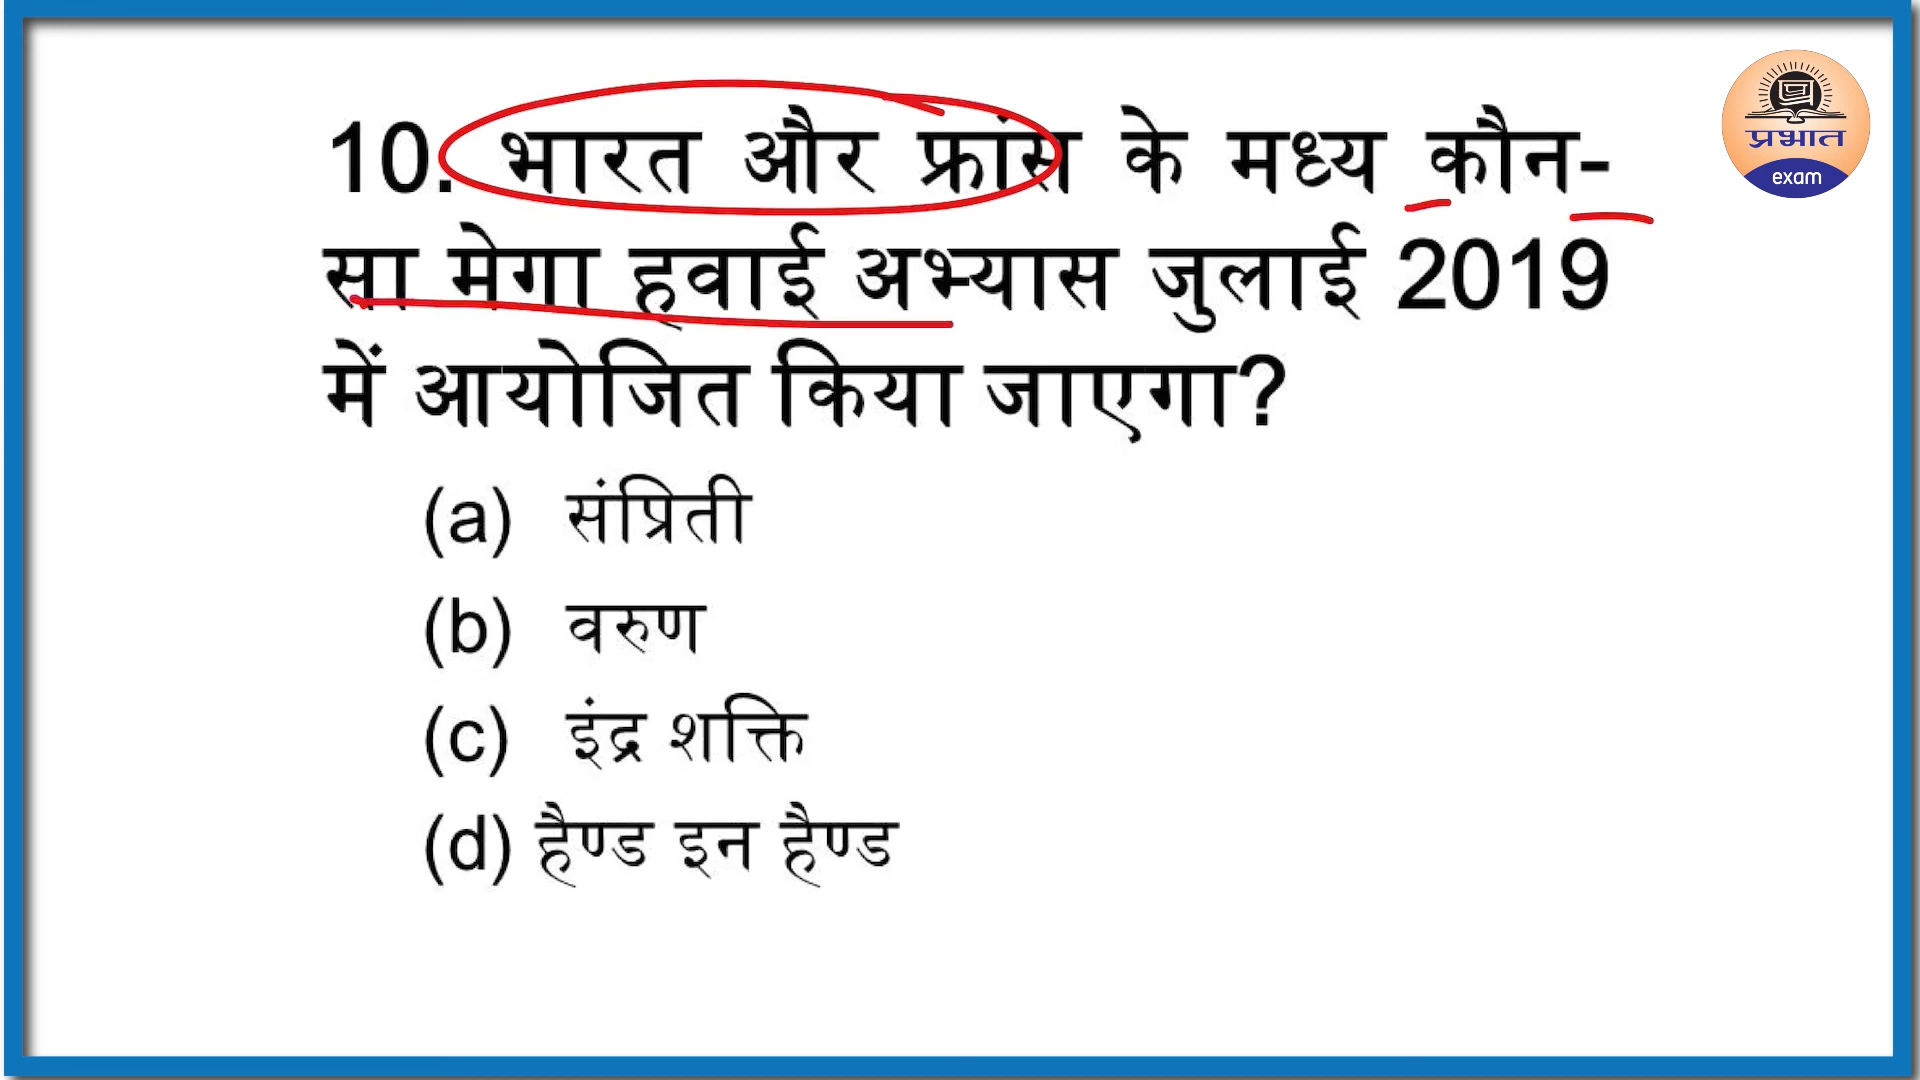 10. भारत और फ्रांस के मध्य कौन-
सा मेगा हवाई अभ्यास जुलाई 2019
में आयोजित किया जाएगा?
(a) संप्रिती
(b) वरुण
(c) इंद्र शक्ति
(d) हैण्ड इन हैण्ड
प्रभात
exam